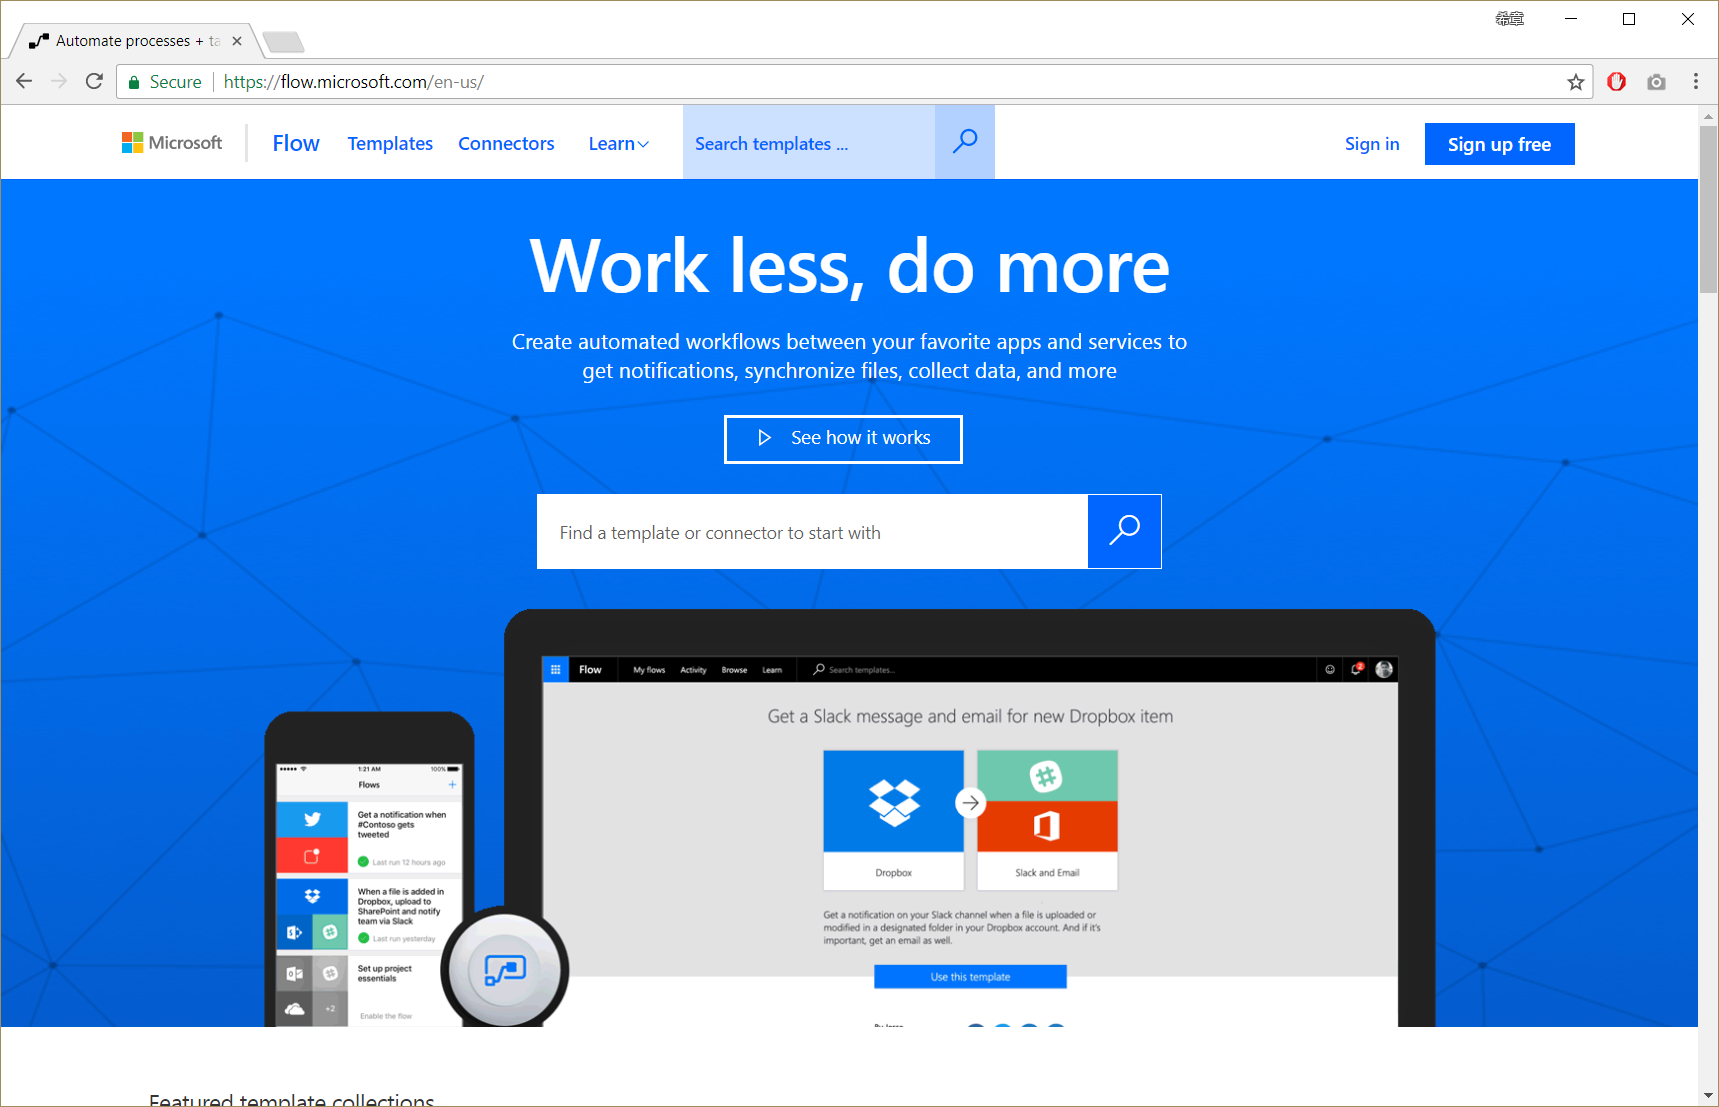 希章
Automate processes + ta
Secure
https://flow.microsoft.com/en-us/
Microsoft
Flow
Templates
Connectors
Learn
Search templates ...
Sign in
Sign up free
Work less, do more
Create automated workflows between your favorite apps and services to
get notifications, synchronize files, collect data, and more
See how it works
Find a template or connector to start with
Flow
My flows
Activity
Browse
Learn
Search templates...
2
Get a Slack message and email for new Dropbox item
Dropbox
Slack and Email
Get a notification on your Slack channel when a file is uploaded or
modified in a designated folder in your Dropbox account. And if it's
important, get an email as well.
Use this template
1:21 AM
100%
Flows
+
Get a notification when
#Contoso gets
tweeted
Last run 12 hours ago
When a file is added in
Dropbox, upload to
SharePoint and notify
team via Slack
Last run yesterday
Set up project
essentials
+2
Enable the flow
Featured template collections